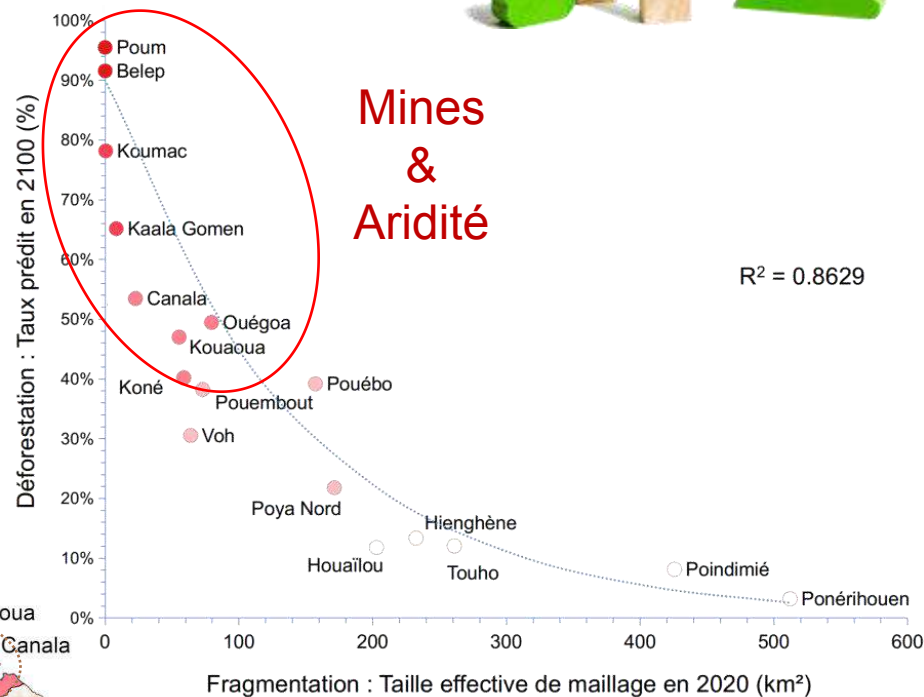 100%
90%
80%
70%
60%
50%
40%
30%
20%
10%
0%
Déforestation : Taux prédit en 2100 (%)
Poum
Belep
Koumac
Kaala Gomen
Canala
Ouégoa
Kouaoua
Koné
Pouembout
Pouébo
Voh
Poya Nord
Hienghène
Houaïlou
Touho
Poindimié
Ponérihouen
Mines
&
Aridité
R² = 0.8629
oua
Canala
0 100 200 300 400 500 600
Fragmentation : Taille effective de maillage en 2020 (km²)